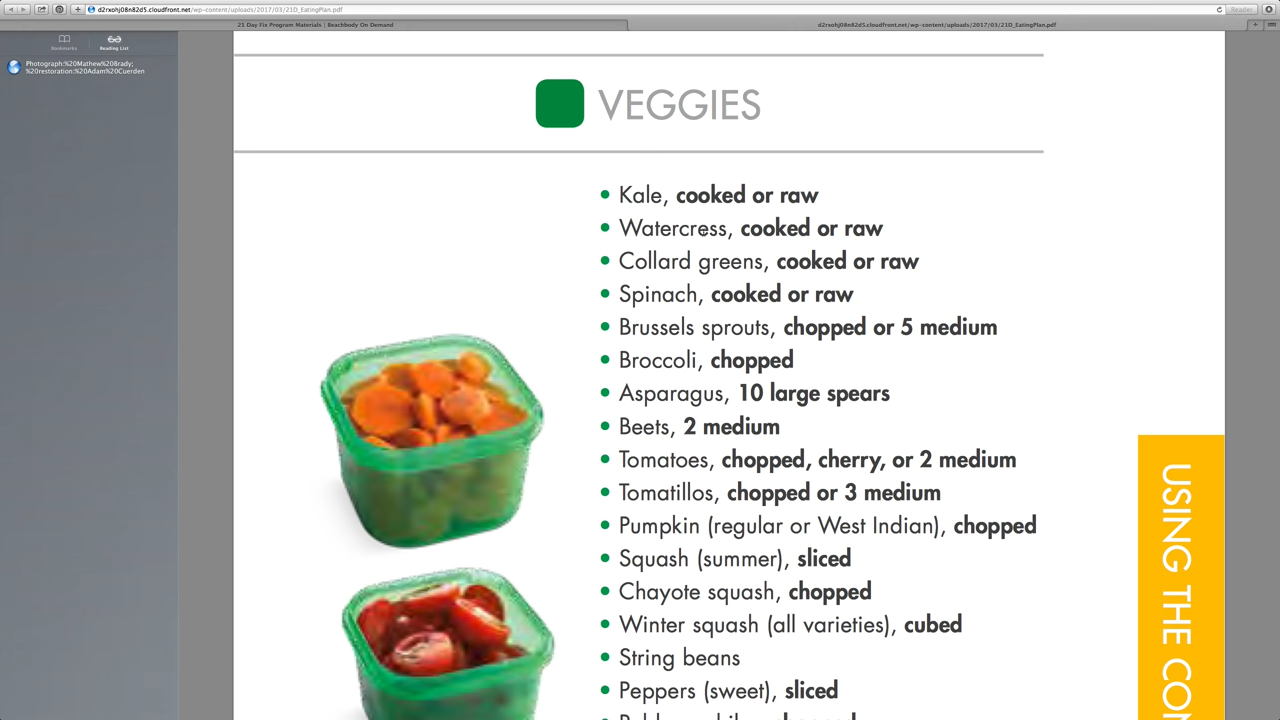 d2rxohj08n82d5.cloudfront.net/wp-content/uploads/2017/03/21D_EatingPlan.pdf
Reader
21 Day Fix Program Materials | Beachbody On Demand
d2rxohj08n82d5.cloudfront.net/wp-content/uploads/2017/03/21D_EatingPlan.pdf
Bookmarks
Reading List
Photograph:%20Mathew%20Brady;
%20restoration:%20Adam%20Cuerden
VEGGIES
• Kale, cooked or raw
• Watercress, cooked or raw
• Collard greens, cooked or raw
• Spinach, cooked or raw
• Brussels sprouts, chopped or 5 medium
• Broccoli, chopped
• Asparagus, 10 large spears
• Beets, 2 medium
• Tomatoes, chopped, cherry, or 2 medium
• Tomatillos, chopped or 3 medium
• Pumpkin (regular or West Indian), chopped
• Squash (summer), sliced
• Chayote squash, chopped
• Winter squash (all varieties), cubed
• String beans
• Peppers (sweet), sliced
USING THE CON